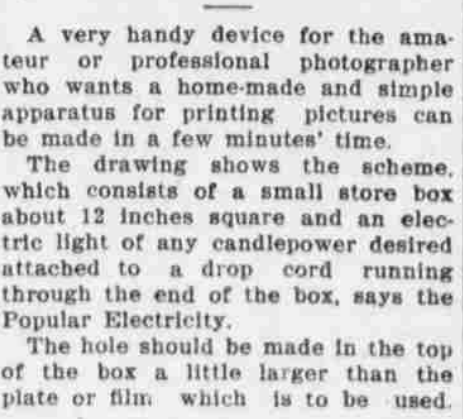 A very handy device for the ama-
teur or professional photographer
who wants a home-made and simple
apparatus for printing pictures can
be made in a few minutes' time.
The drawing shows the scheme,
which consists of a small store box
about 12 inches square and an elec-
tric light of any candlepower desired
attached to a drop cord running
through the end of the box, says the
Popular Electricity.
The hole should be made in the top
of the box a little larger than the
plate or film which is to be used.